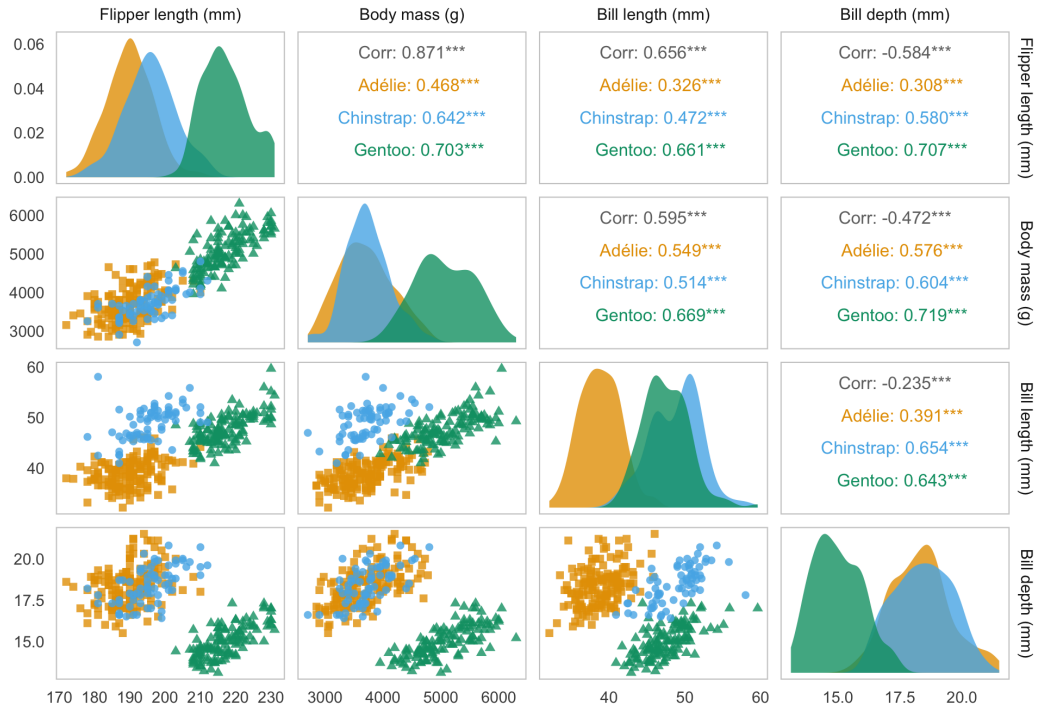 Flipper length (mm) Body mass (g) Bill length (mm) Bill depth (mm)
0.06
0.04
0.02
0.00
Corr: 0.871***
Adélie: 0.468***
Chinstrap: 0.642***
Gentoo: 0.703***
Corr: 0.656***
Adélie: 0.326***
Chinstrap: 0.472***
Gentoo: 0.661***
Corr: -0.584***
Adélie: 0.308***
Chinstrap: 0.580***
Gentoo: 0.707***
Flipper length (mm)
6000
5000
4000
3000
Corr: 0.595***
Adélie: 0.549***
Chinstrap: 0.514***
Gentoo: 0.669***
Corr: -0.472***
Adélie: 0.576***
Chinstrap: 0.604***
Gentoo: 0.719***
Body mass (g)
60
50
40
Corr: -0.235***
Adélie: 0.391***
Chinstrap: 0.654***
Gentoo: 0.643***
Bill length (mm)
20.0
17.5
15.0
Bill depth (mm)
170 180 190 200 210 220 230 3000 4000 5000 6000 40 50 60 15.0 17.5 20.0